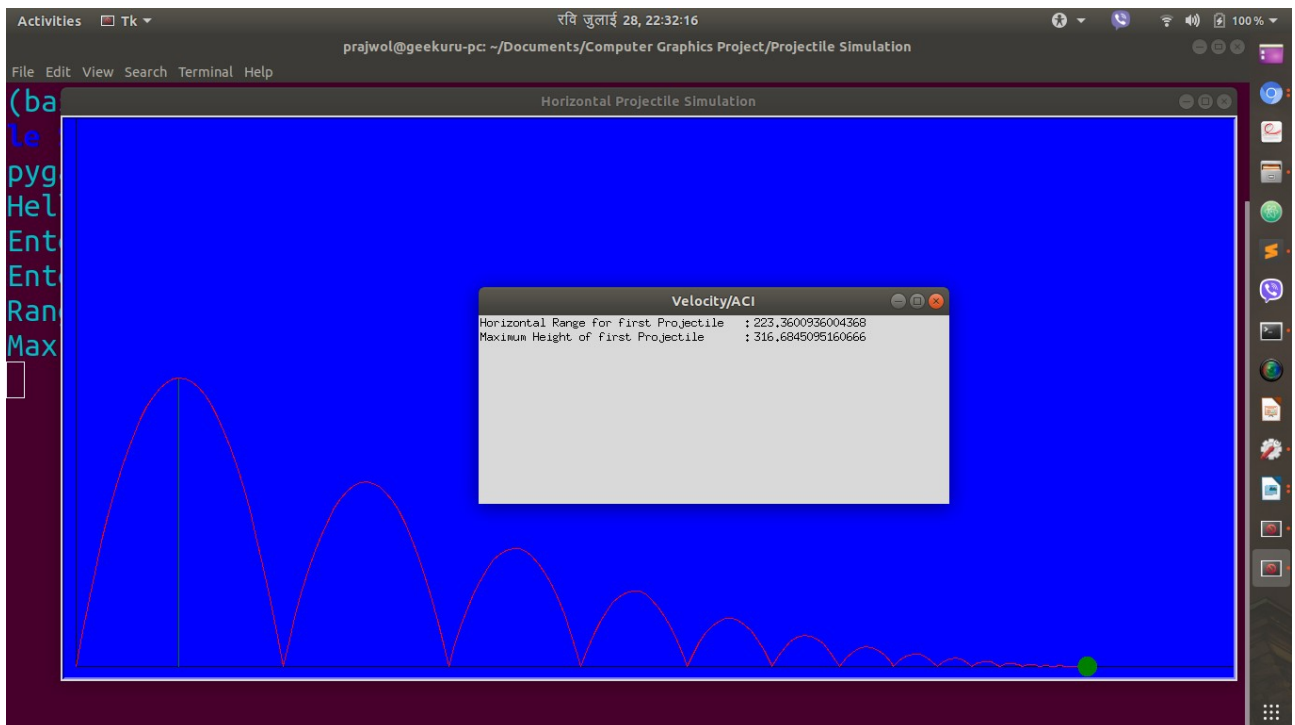 Activities Tk रवि जुलाई 28, 22:32:16 100 %
prajwol@geekuru-pc: ~/Documents/Computer Graphics Project/Projectile Simulation
File Edit View Search Terminal Help
(ba
Horizontal Projectile Simulation
le
pyg
Hel
Ent
Ent
Ran
Max
Velocity/ACI
Horizontal Range for first Projectile : 223.3600936004368
Maximum Height of first Projectile : 316.6845095160666